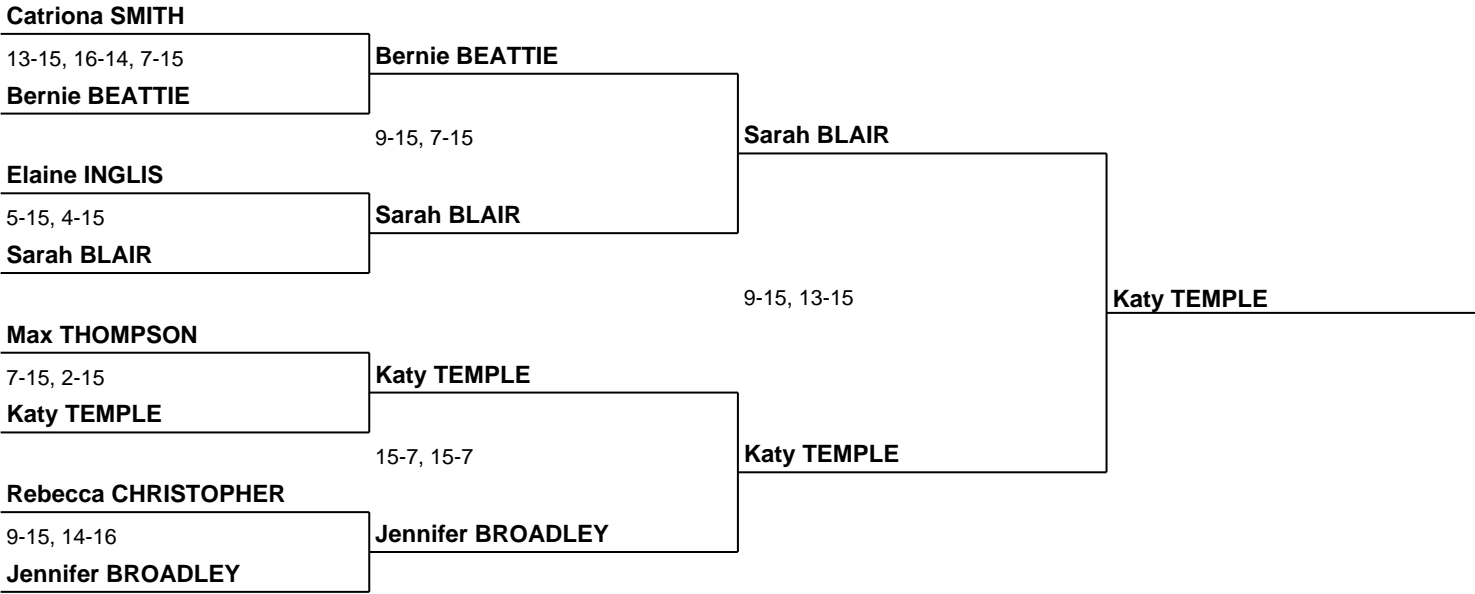 Catriona SMITH
13-15, 16-14, 7-15
Bernie BEATTIE
Bernie BEATTIE
9-15, 7-15
Sarah BLAIR
Elaine INGLIS
5-15, 4-15
Sarah BLAIR
Sarah BLAIR
9-15, 13-15
Katy TEMPLE
Max THOMPSON
7-15, 2-15
Katy TEMPLE
Katy TEMPLE
15-7, 15-7
Katy TEMPLE
Rebecca CHRISTOPHER
9-15, 14-16
Jennifer BROADLEY
Jennifer BROADLEY